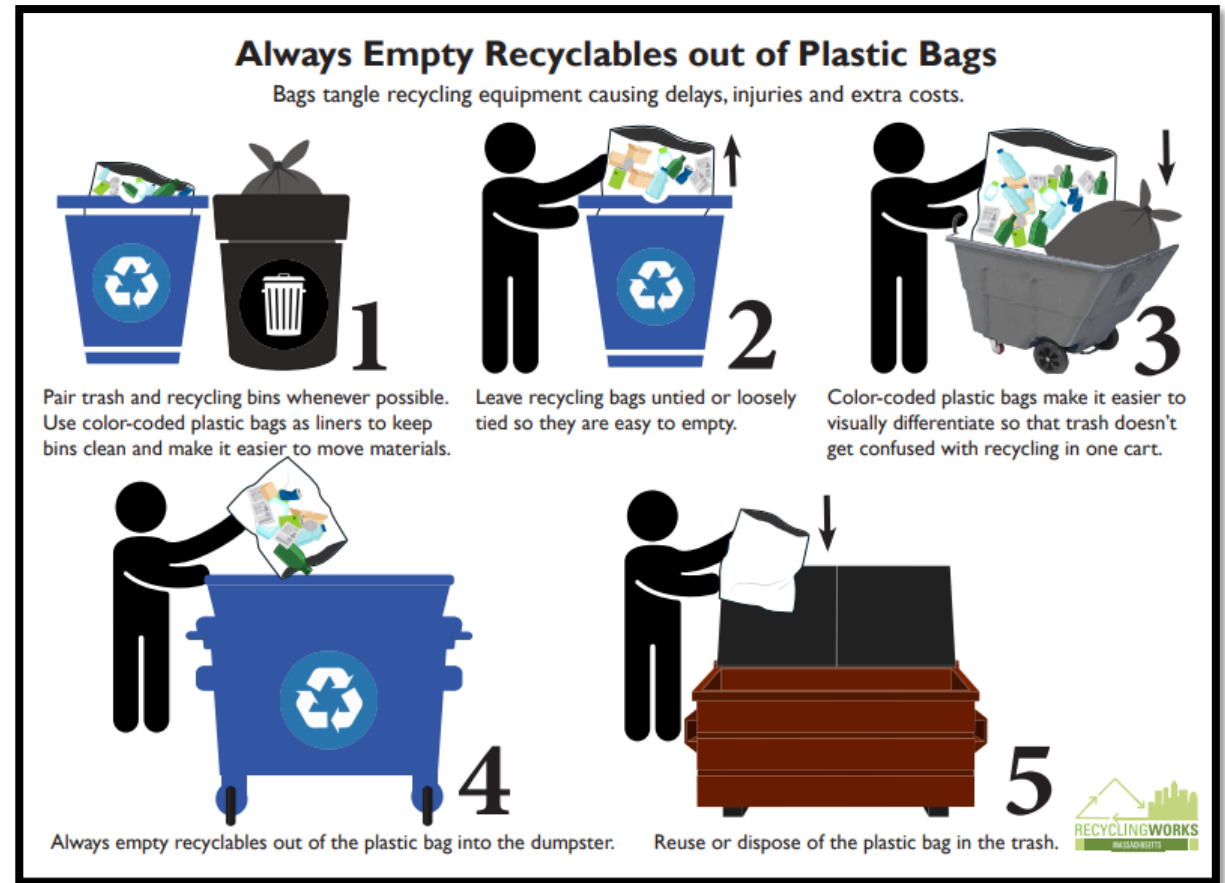 Always Empty Recyclables out of Plastic Bags
Bags tangle recycling equipment causing delays, injuries and extra costs.
1
Pair trash and recycling bins whenever possible.
Use color-coded plastic bags as liners to keep
bins clean and make it easier to move materials.
2
Leave recycling bags untied or loosely
tied so they are easy to empty.
3
Color-coded plastic bags make it easier to
visually differentiate so that trash doesn't
get confused with recycling in one cart.
4
Always empty recyclables out of the plastic bag into the dumpster.
5
Reuse or dispose of the plastic bag in the trash.
RECYCLINGWORKS
MASSACHUSETTS